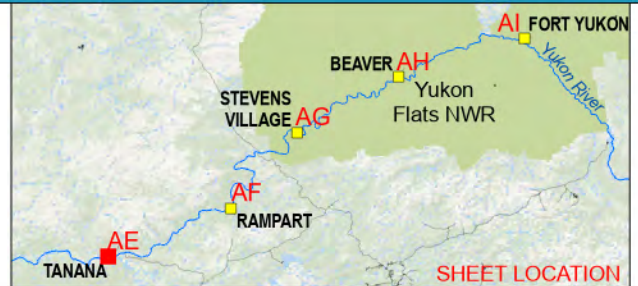 AI FORT YUKON
BEAVER AH
Yukon River
Yukon
Flats NWR
STEVENS
VILLAGE
AG
AF
RAMPART
AE
TANANA
SHEET LOCATION